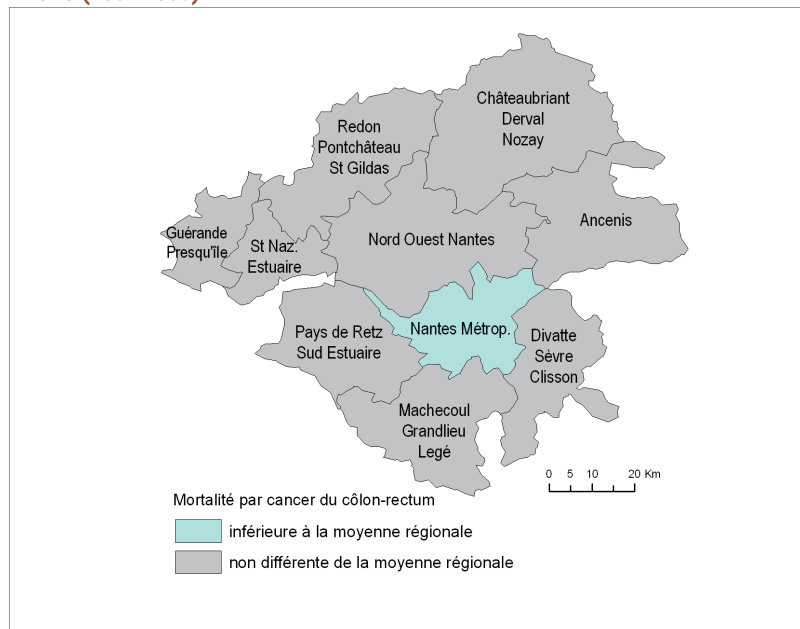 Châteaubriant
Derval
Nozay
Redon
Pontchâteau
St Gildas
Ancenis
Guérande
Presqu'île
St Naz.
Estuaire
Nord Ouest Nantes
Nantes Métrop.
Pays de Retz
Sud Estuaire
Divatte
Sèvre
Clisson
Machecoul
Grandlieu
Legé
0 5 10 20 Km
Mortalité par cancer du côlon-rectum
inférieure à la moyenne régionale
non différente de la moyenne régionale